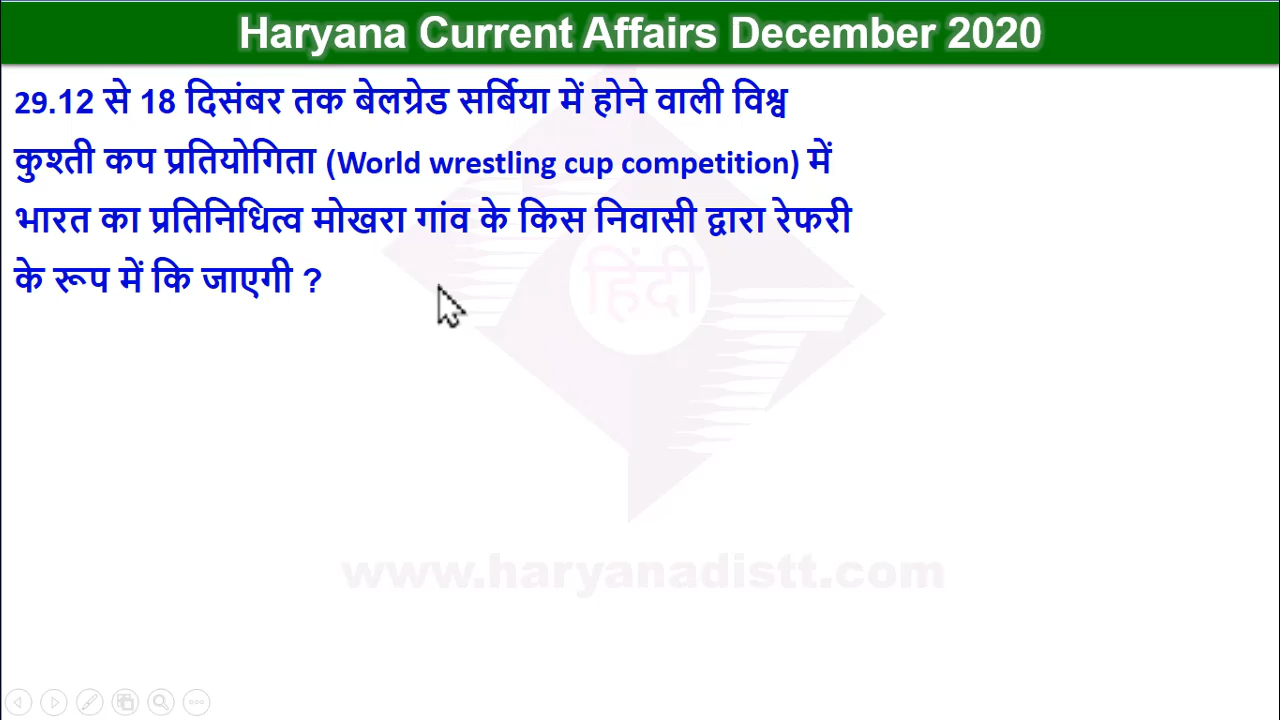 Haryana Current Affairs December 2020
29.12 से 18 दिसंबर तक बेलग्रेड सर्बिया में होने वाली विश्व
कुश्ती कप प्रतियोगिता (World wrestling cup competition) में
भारत का प्रतिनिधित्व मोखरा गांव के किस निवासी द्वारा रेफरी
के रूप में कि जाएगी ?
हिंदी
www.haryanadistt.com